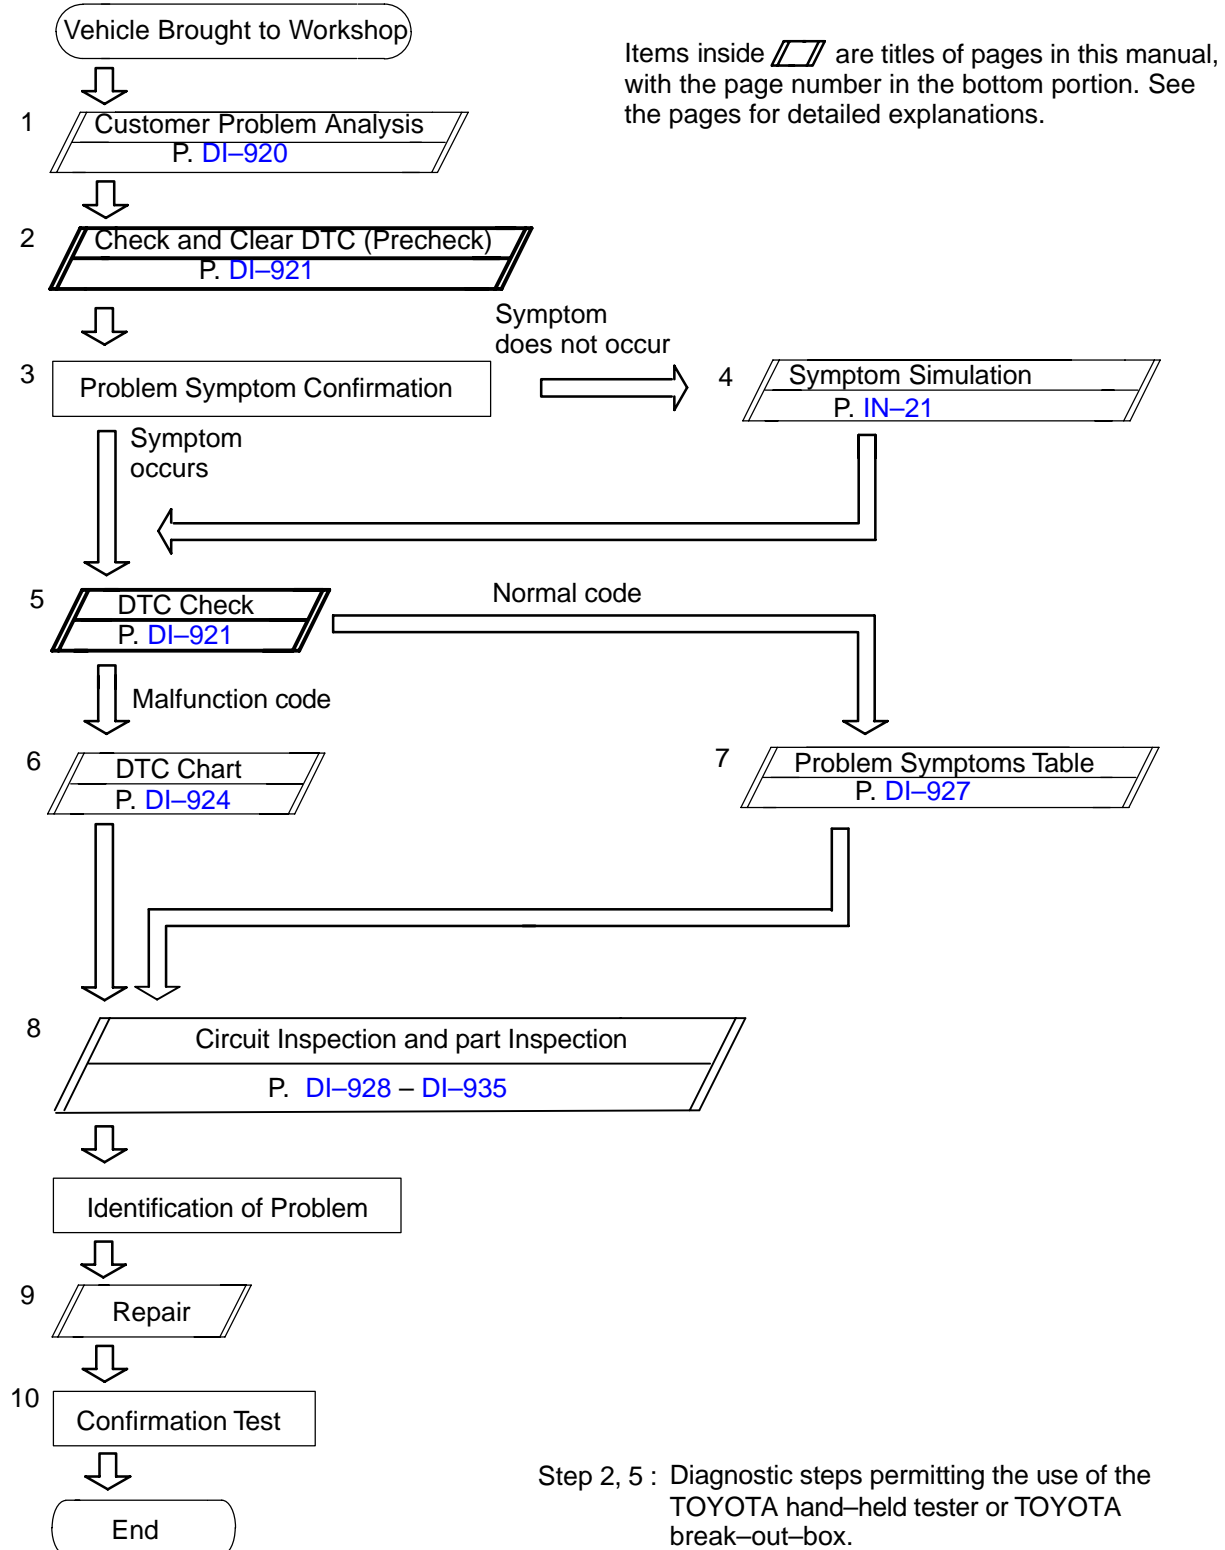 Vehicle Brought to Workshop
Items inside are titles of pages in this manual,
with the page number in the bottom portion. See
the pages for detailed explanations.
1
Customer Problem Analysis
P. DI–920
2
Check and Clear DTC (Precheck)
P. DI–921
Symptom
does not occur
3
Problem Symptom Confirmation
4
Symptom Simulation
P. IN–21
Symptom
occurs
5
DTC Check
P. DI–921
Normal code
Malfunction code
6
DTC Chart
P. DI–924
7
Problem Symptoms Table
P. DI–927
8
Circuit Inspection and part Inspection
P. DI–928 – DI–935
Identification of Problem
9
Repair
10
Confirmation Test
End
Step 2, 5 : Diagnostic steps permitting the use of the
TOYOTA hand–held tester or TOYOTA
break–out–box.